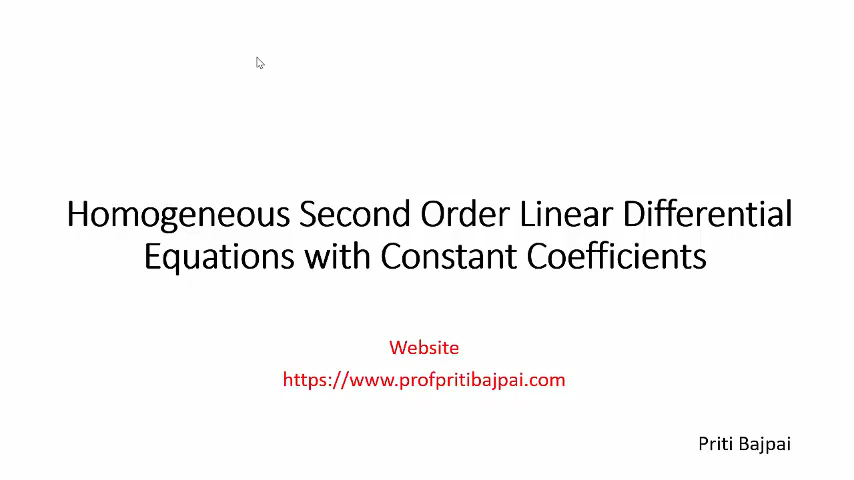 Homogeneous Second Order Linear Differential
Equations with Constant Coefficients
Website
https://www.profpritibajpai.com
Priti Bajpai